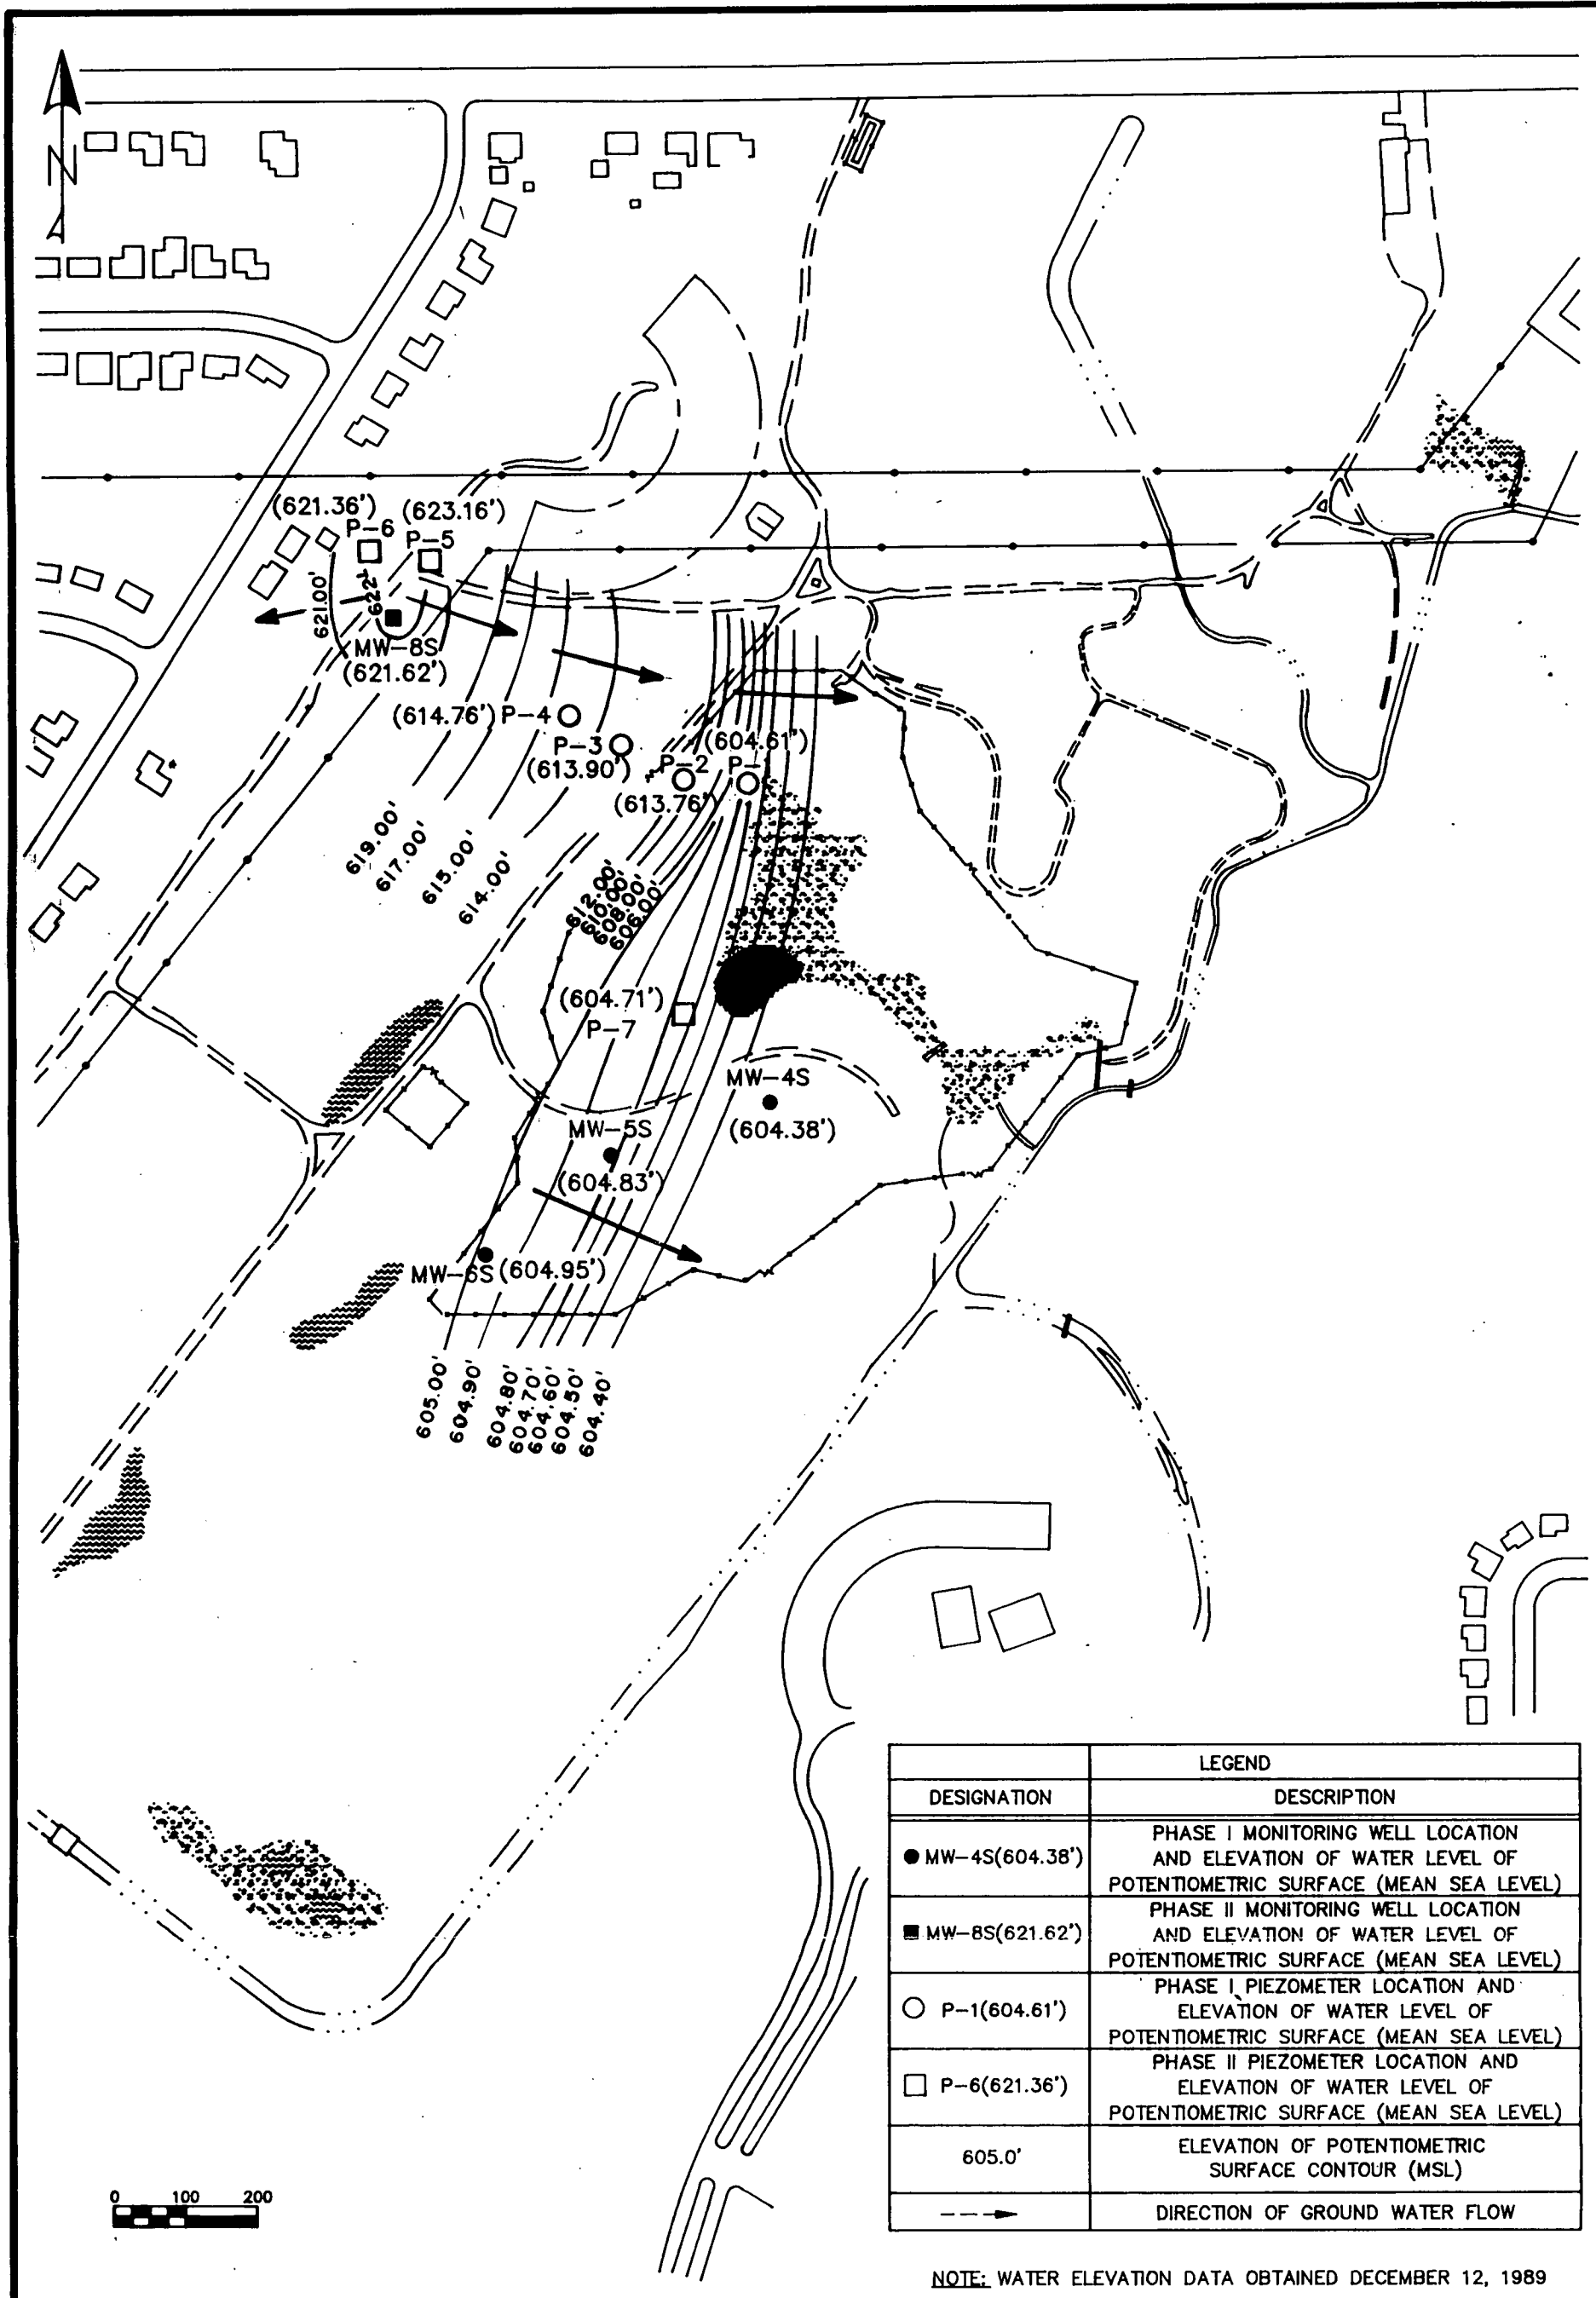 N
(621.36')
(623.16')
P-6
P-5
621.00'
622'
MW-8S
(621.62')
(614.76') P-4
P-3
(613.90')
(604.61')
P-2
P-
(613.76')
619.00'
617.00'
615.00'
614.00'
612.00'
610.00'
608.00'
606.00'
(604.71')
P-7
MW-4S
(604.38')
MW-5S
(604.83')
MW-6S (604.95')
605.00'
604.90'
604.80'
604.70'
604.60'
604.50'
604.40'
LEGEND
DESIGNATION
DESCRIPTION
MW-4S(604.38')
PHASE I MONITORING WELL LOCATION
AND ELEVATION OF WATER LEVEL OF
POTENTIOMETRIC SURFACE (MEAN SEA LEVEL)
MW-8S(621.62')
PHASE II MONITORING WELL LOCATION
AND ELEVATION OF WATER LEVEL OF
POTENTIOMETRIC SURFACE (MEAN SEA LEVEL)
P-1(604.61')
PHASE I PIEZOMETER LOCATION AND
ELEVATION OF WATER LEVEL OF
POTENTIOMETRIC SURFACE (MEAN SEA LEVEL)
P-6(621.36')
PHASE II PIEZOMETER LOCATION AND
ELEVATION OF WATER LEVEL OF
POTENTIOMETRIC SURFACE (MEAN SEA LEVEL)
605.0'
ELEVATION OF POTENTIOMETRIC
SURFACE CONTOUR (MSL)
DIRECTION OF GROUND WATER FLOW
0 100 200
NOTE: WATER ELEVATION DATA OBTAINED DECEMBER 12, 1989